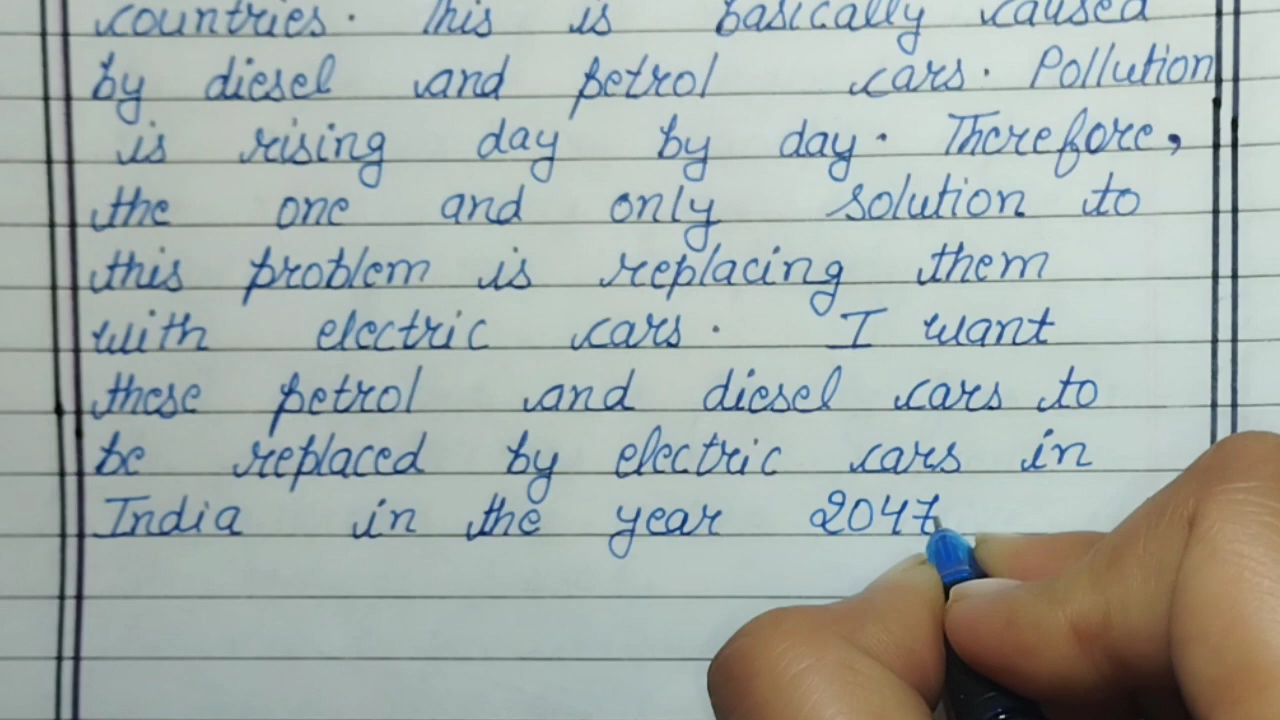 countries. This is basically caused
by diesel and petrol cars. Pollution
is rising day by day. Therefore,
the one and only solution to
this problem is replacing them
with electric cars. I want
these petrol and diesel cars to
be replaced by electric cars in
India in the year 2047